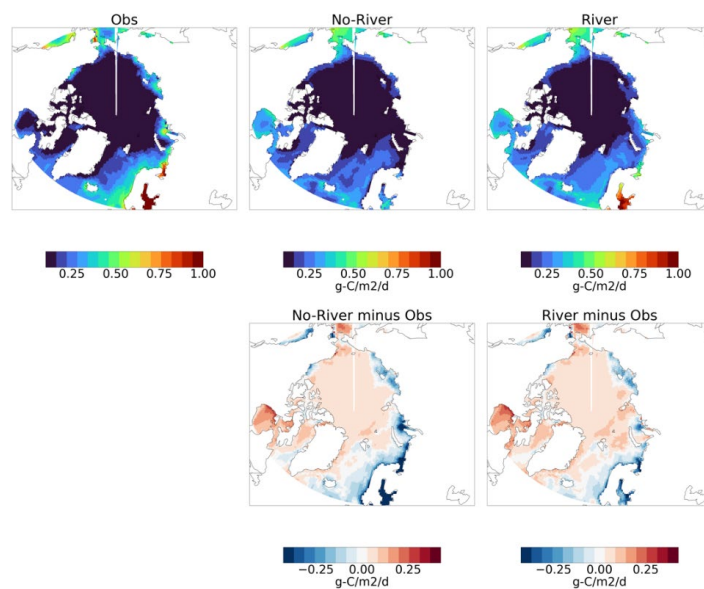 Obs
No-River
River
0.25 0.50 0.75 1.00
g-C/m2/d
0.25 0.50 0.75 1.00
g-C/m2/d
0.25 0.50 0.75 1.00
g-C/m2/d
No-River minus Obs
River minus Obs
−0.25 0.00 0.25
g-C/m2/d
−0.25 0.00 0.25
g-C/m2/d